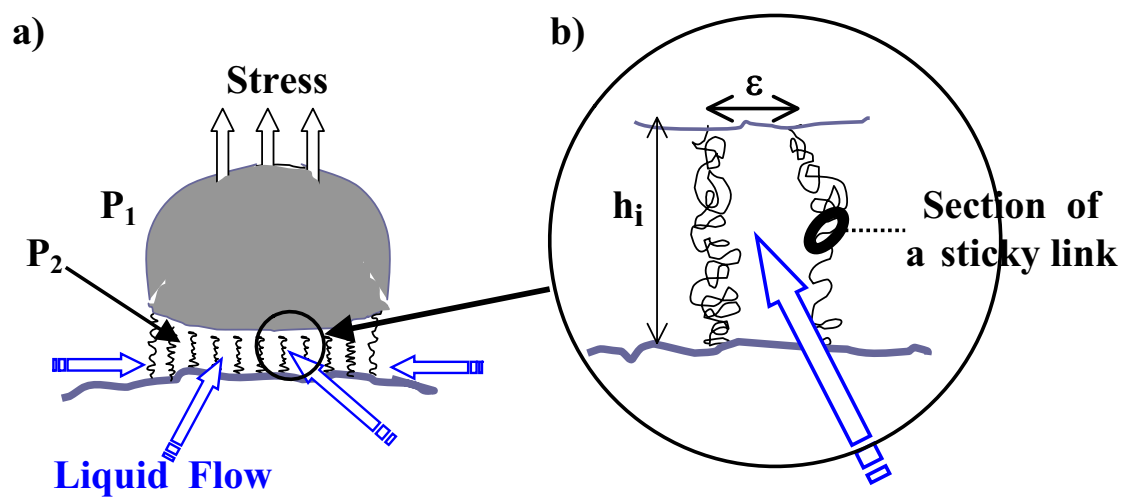 a)
Stress
P₁
P₂
Liquid Flow
b)
ε
hᵢ
Section of
a sticky link